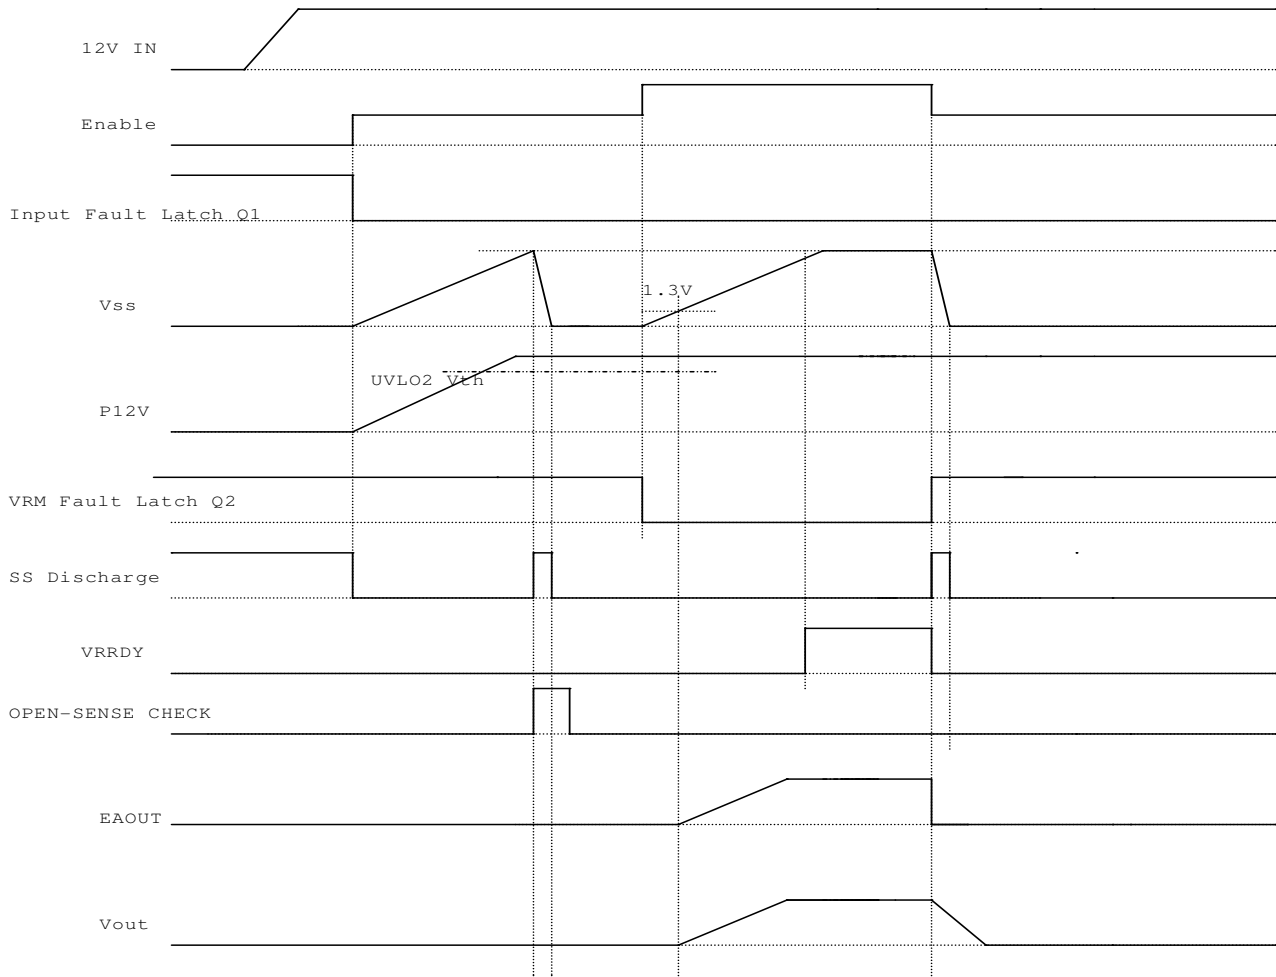 12V IN
Enable
Input Fault Latch Q1
1.3V
Vss
UVLO2 Vth
P12V
VRM Fault Latch Q2
SS Discharge
VRRDY
OPEN-SENSE CHECK
EAOUT
Vout